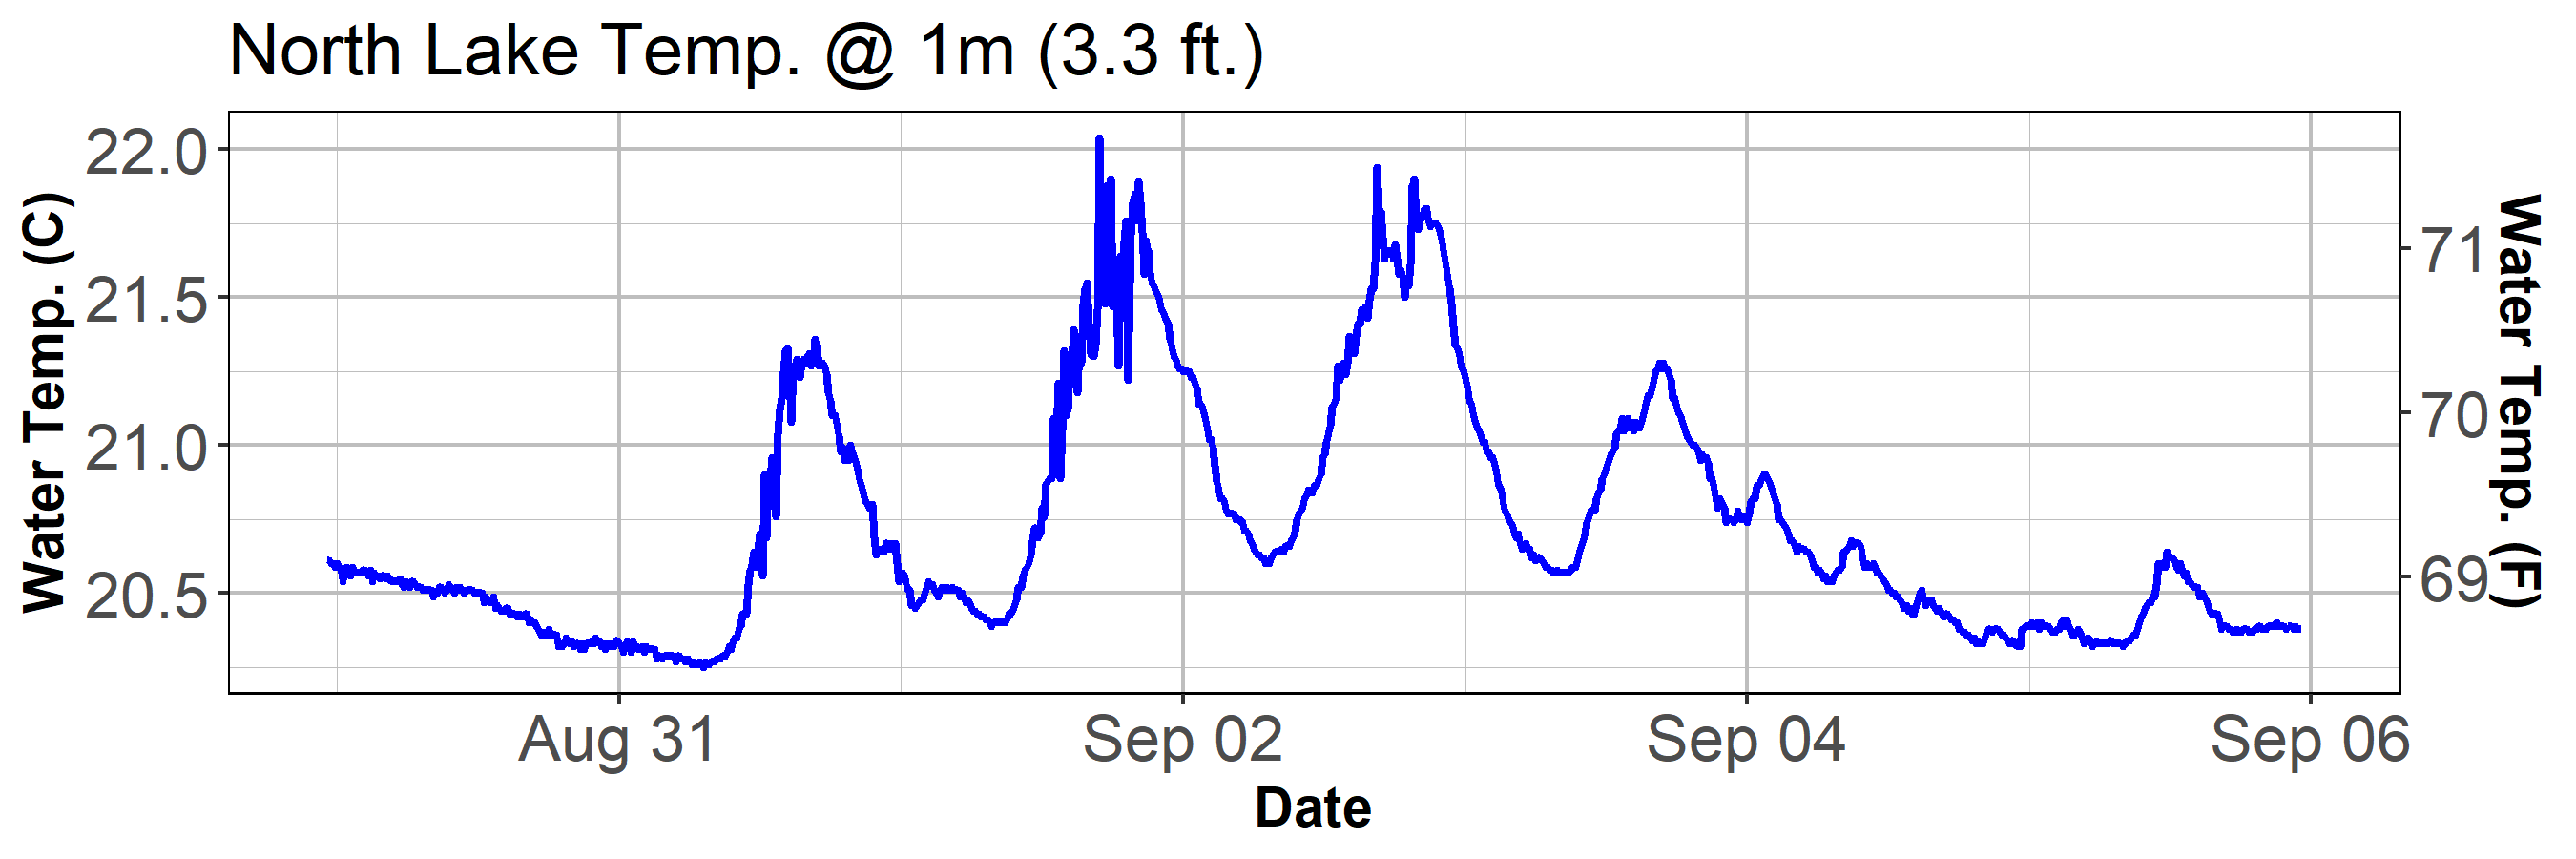 North Lake Temp. @ 1m (3.3 ft.)
Water Temp. (C)
22.0
21.5
21.0
20.5
71
70
69
Water Temp. (F)
Aug 31 Sep 02 Sep 04 Sep 06
Date